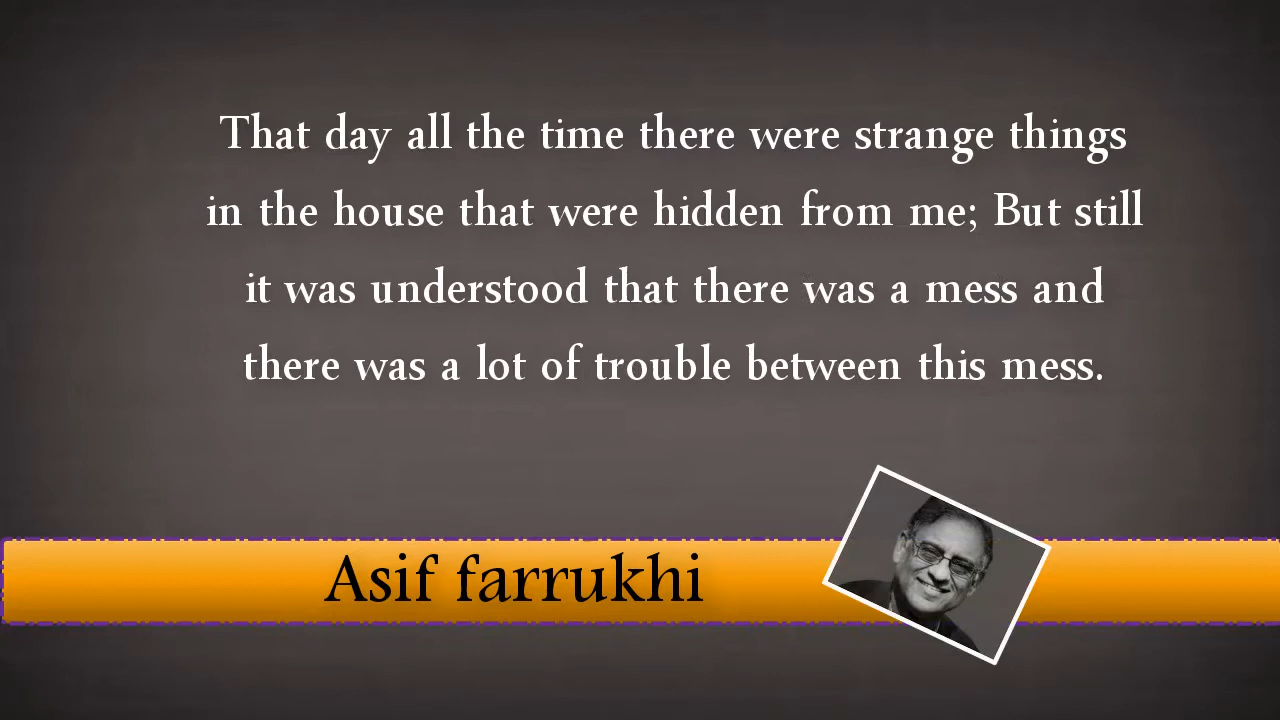 That day all the time there were strange things
in the house that were hidden from me; But still
it was understood that there was a mess and
there was a lot of trouble between this mess.
Asif farrukhi